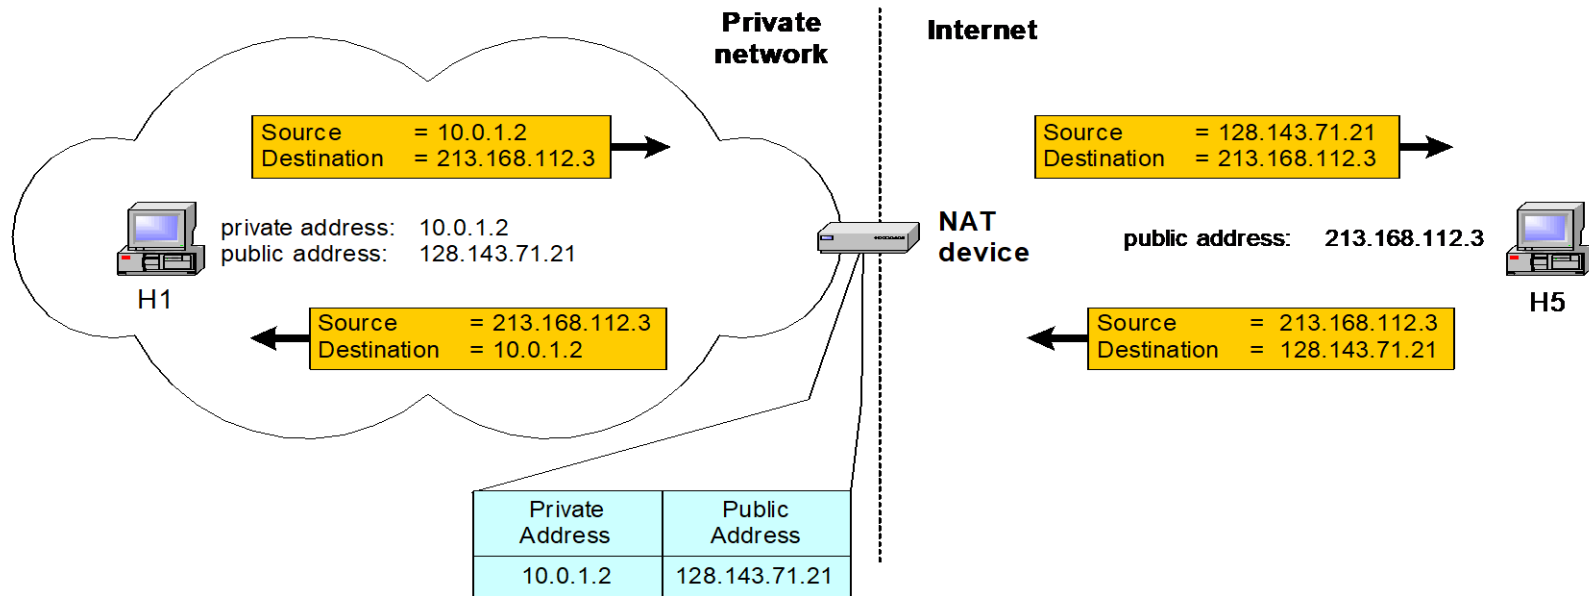 Private
network
Internet
Source = 10.0.1.2
Destination = 213.168.112.3
Source = 128.143.71.21
Destination = 213.168.112.3
private address: 10.0.1.2
public address: 128.143.71.21
H1
NAT
device
public address: 213.168.112.3
H5
Source = 213.168.112.3
Destination = 10.0.1.2
Source = 213.168.112.3
Destination = 128.143.71.21
Private
Address
Public
Address
10.0.1.2
128.143.71.21